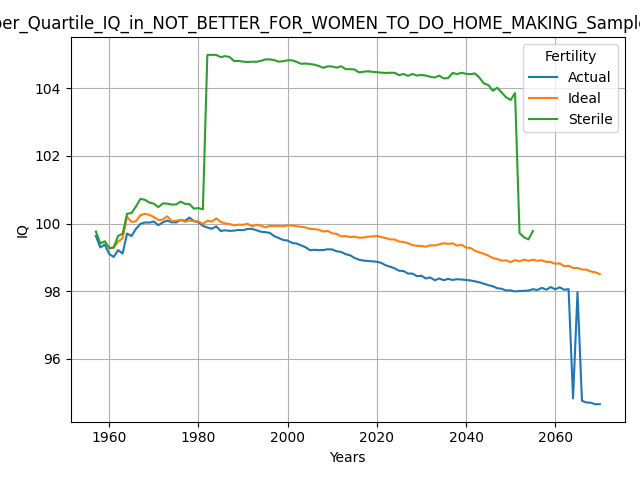 per_Quartile_IQ_in_NOT_BETTER_FOR_WOMEN_TO_DO_HOME_MAKING_Sample
Fertility
Actual
Ideal
Sterile
104
102
100
98
96
IQ
1960 1980 2000 2020 2040 2060
Years